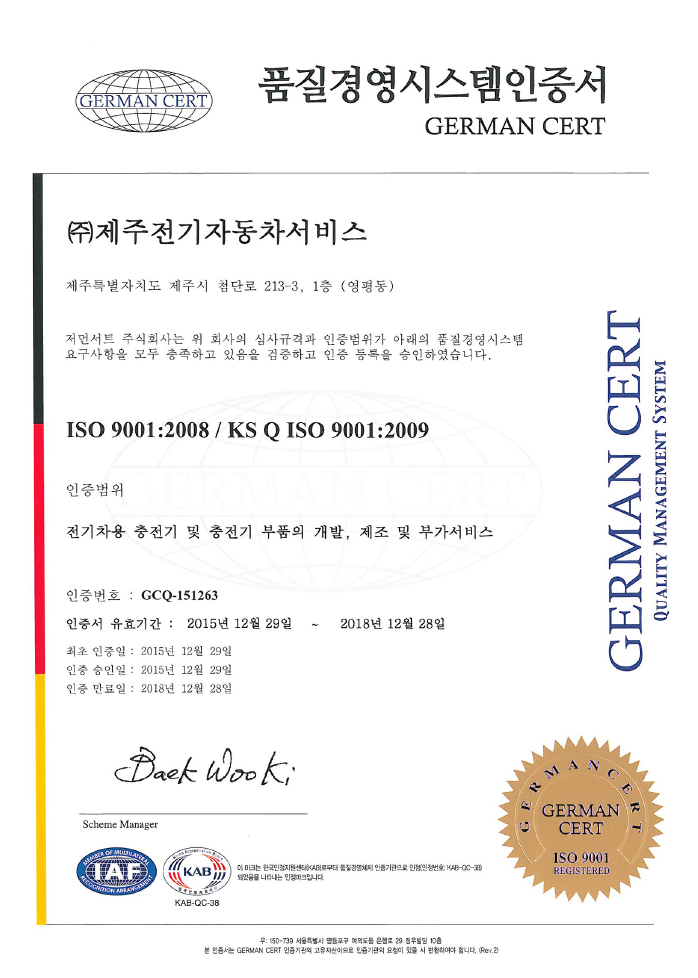 GERMAN CERT
품질경영시스템인증서
GERMAN CERT
㈜제주전기자동차서비스
제주특별자치도 제주시 첨단로 213-3, 1층 (영평동)
저먼서트 주식회사는 위 회사의 심사규격과 인증범위가 아래의 품질경영시스템
요구사항을 모두 충족하고 있음을 검증하고 인증 등록을 승인하였습니다.
GERMAN CERT
ISO 9001:2008 / KS Q ISO 9001:2009
인증범위
전기차용 충전기 및 충전기 부품의 개발, 제조 및 부가서비스
인증번호 : GCQ-151263
인증서 유효기간 : 2015년 12월 29일 ~ 2018년 12월 28일
최초 인증일 : 2015년 12월 29일
인증 승인일 : 2015년 12월 29일
인증 만료일 : 2018년 12월 28일
GERMAN CERT
QUALITY MANAGEMENT SYSTEM
Baek Woo Ki
Scheme Manager
MEMBER OF MULTILATERAL
IAF
RECOGNITION ARRANGEMENT
KAB
KAB-QC-38
이 마크는 한국인정지원센터(KAB)로부터 품질경영체제 인증기관으로 인정(인정번호: KAB-QC-38)
되었음을 나타내는 인정마크입니다.
GERMAN CERT
GERMAN
CERT
ISO 9001
REGISTERED
우: 150-739 서울특별시 영등포구 여의도동 은행로 29 정우빌딩 10층
본 인증서는 GERMAN CERT 인증기관의 고유자산이므로 인증기관의 요청이 있을 시 반환하여야 합니다. (Rev.2)